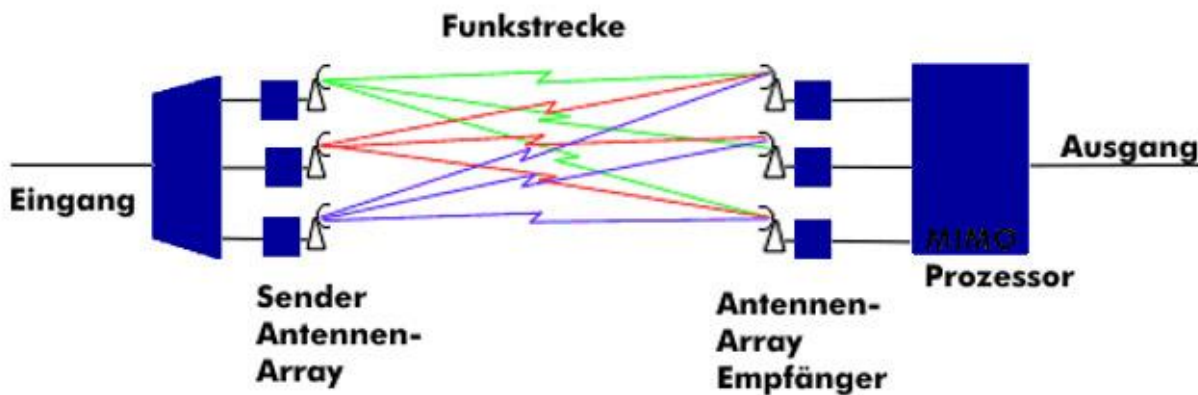 Funkstrecke
Eingang
Ausgang
MIMO
Prozessor
Sender
Antennen-
Array
Antennen-
Array
Empfänger